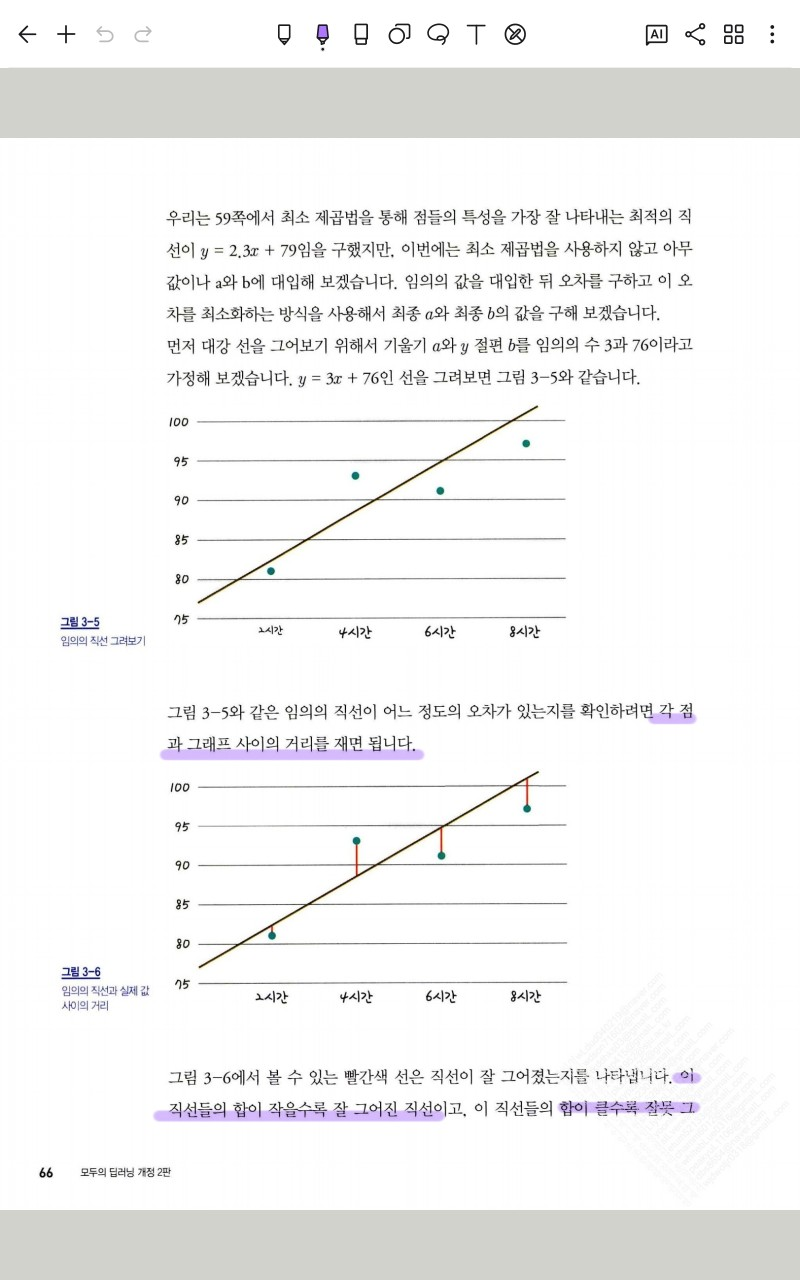 AI
우리는 59쪽에서 최소 제곱법을 통해 점들의 특성을 가장 잘 나타내는 최적의 직
선이 y = 2.3x + 79임을 구했지만, 이번에는 최소 제곱법을 사용하지 않고 아무
값이나 a와 b에 대입해 보겠습니다. 임의의 값을 대입한 뒤 오차를 구하고 이 오
차를 최소화하는 방식을 사용해서 최종 a와 최종 b의 값을 구해 보겠습니다.
먼저 대강 선을 그어보기 위해서 기울기 a와 y 절편 b를 임의의 수 3과 76이라고
가정해 보겠습니다. y = 3x + 76인 선을 그려보면 그림 3-5와 같습니다.
100
95
90
85
80
75
2시간 4시간 6시간 8시간
그림 3-5
임의의 직선 그려보기
그림 3-5와 같은 임의의 직선이 어느 정도의 오차가 있는지를 확인하려면 각 점
과 그래프 사이의 거리를 재면 됩니다.
100
95
90
85
80
75
2시간 4시간 6시간 8시간
그림 3-6
임의의 직선과 실제 값
사이의 거리
그림 3-6에서 볼 수 있는 빨간색 선은 직선이 잘 그어졌는지를 나타냅니다. 이
직선들의 합이 작을수록 잘 그어진 직선이고, 이 직선들의 합이 클수록 잘못 그
66 모두의 딥러닝 개정 2판